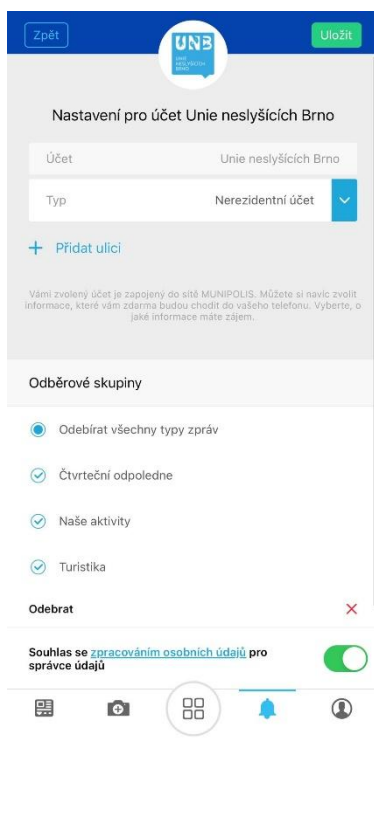 Zpět
UNB
UNIE
NESLYŠÍCÍCH
BRNO
Uložit
Nastavení pro účet Unie neslyšících Brno
Účet Unie neslyšících Brno
Typ Nerezidentní účet
Přidat ulici
Vámi zvolený účet je zapojený do sítě MUNIPOLIS. Můžete si navíc zvolit
informace, které vám zdarma budou chodit do vašeho telefonu. Vyberte, o
jaké informace máte zájem.
Odběrové skupiny
Odebírat všechny typy zpráv
Čtvrteční odpoledne
Naše aktivity
Turistika
Odebrat
Souhlas se zpracováním osobních údajů pro
správce údajů